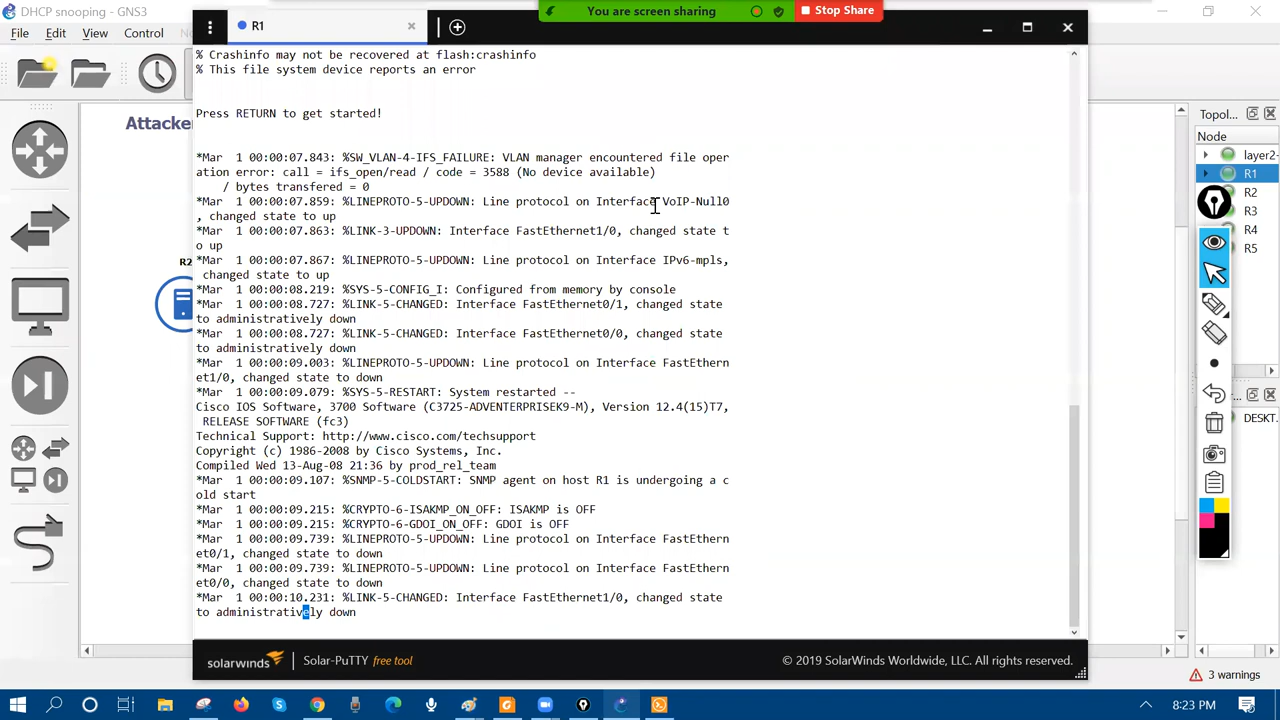 DHCP snooping - GNS3
You are screen sharing
Stop Share
R1
File Edit View Control
% Crashinfo may not be recovered at flash:crashinfo
% This file system device reports an error
Press RETURN to get started!
*Mar  1 00:00:07.843: %SW_VLAN-4-IFS_FAILURE: VLAN manager encountered file oper
ation error: call = ifs_open/read / code = 3588 (No device available)
/ bytes transfered = 0
*Mar  1 00:00:07.859: %LINEPROTO-5-UPDOWN: Line protocol on Interface VoIP-Null0
, changed state to up
*Mar  1 00:00:07.863: %LINK-3-UPDOWN: Interface FastEthernet1/0, changed state t
o up
*Mar  1 00:00:07.867: %LINEPROTO-5-UPDOWN: Line protocol on Interface IPv6-mpls,
changed state to up
*Mar  1 00:00:08.219: %SYS-5-CONFIG_I: Configured from memory by console
*Mar  1 00:00:08.727: %LINK-5-CHANGED: Interface FastEthernet0/1, changed state
to administratively down
*Mar  1 00:00:08.727: %LINK-5-CHANGED: Interface FastEthernet0/0, changed state
to administratively down
*Mar  1 00:00:09.003: %LINEPROTO-5-UPDOWN: Line protocol on Interface FastEthern
et1/0, changed state to down
*Mar  1 00:00:09.079: %SYS-5-RESTART: System restarted --
Cisco IOS Software, 3700 Software (C3725-ADVENTERPRISEK9-M), Version 12.4(15)T7,
RELEASE SOFTWARE (fc3)
Technical Support: http://www.cisco.com/techsupport
Copyright (c) 1986-2008 by Cisco Systems, Inc.
Compiled Wed 13-Aug-08 21:36 by prod_rel_team
*Mar  1 00:00:09.107: %SNMP-5-COLDSTART: SNMP agent on host R1 is undergoing a c
old start
*Mar  1 00:00:09.215: %CRYPTO-6-ISAKMP_ON_OFF: ISAKMP is OFF
*Mar  1 00:00:09.215: %CRYPTO-6-GDOI_ON_OFF: GDOI is OFF
*Mar  1 00:00:09.739: %LINEPROTO-5-UPDOWN: Line protocol on Interface FastEthern
et0/1, changed state to down
*Mar  1 00:00:09.739: %LINEPROTO-5-UPDOWN: Line protocol on Interface FastEthern
et0/0, changed state to down
*Mar  1 00:00:10.231: %LINK-5-CHANGED: Interface FastEthernet1/0, changed state
to administratively down
Attacke
R2
Topol...
Node
layer2
R1
R2
R3
R4
R5
...
DESKT.
solarwinds Solar-PuTTY free tool
© 2019 SolarWinds Worldwide, LLC. All rights reserved.
3 warnings
8:23 PM